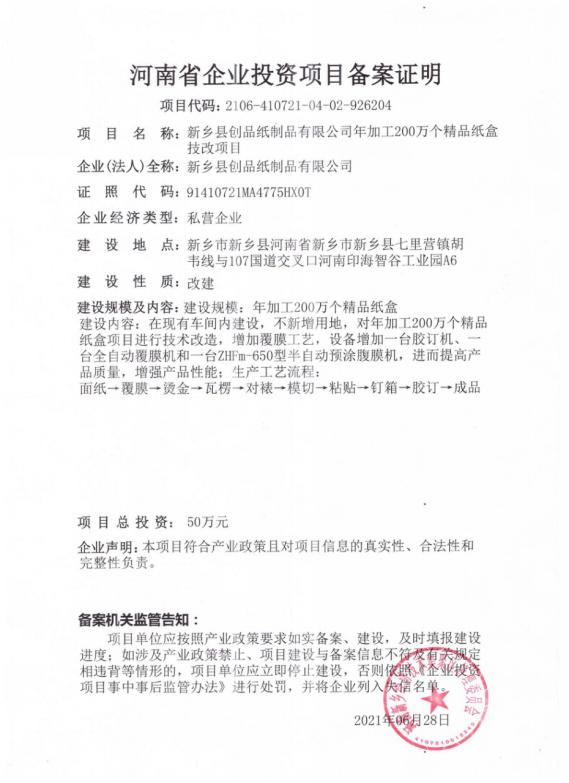 河南省企业投资项目备案证明
项目代码: 2106-410721-04-02-926204
项目名称: 新乡县创品纸制品有限公司年加工200万个精品纸盒
技改项目
企业(法人)全称: 新乡县创品纸制品有限公司
证照代码: 91410721MA4775HX0T
企业经济类型: 私营企业
建设地点: 新乡市新乡县河南省新乡市新乡县七里营镇胡
韦线与107国道交叉口河南印海智谷工业园A6
建设性质: 改建
建设规模及内容: 建设规模: 年加工200万个精品纸盒
建设内容: 在现有车间内建设, 不新增用地, 对年加工200万个精品
纸盒项目进行技术改造, 增加覆膜工艺, 设备增加一台胶订机、一
台全自动覆膜机和一台ZHFm-650型半自动预涂腹膜机, 进而提高产
品质量, 增强产品性能; 生产工艺流程:
面纸→覆膜→烫金→瓦楞→对裱→模切→粘贴→钉箱→胶订→成品
项目总投资: 50万元
企业声明: 本项目符合产业政策且对项目信息的真实性、合法性和
完整性负责。
备案机关监管告知:
项目单位应按照产业政策要求如实备案、建设, 及时填报建设
进度; 如涉及产业政策禁止、项目建设与备案信息不符及有关规定
相违背等情形的, 项目单位应立即停止建设, 否则依照《企业投资
项目事中事后监管办法》进行处罚, 并将企业列入失信名单。
2021年06月28日